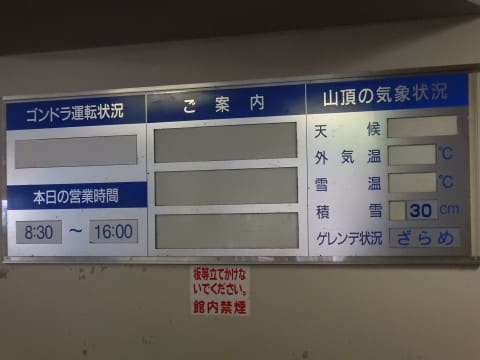 ゴンドラ運転状況
本日の営業時間
8:30 〜 16:00
ご案内
山頂の気象状況
天候
外気温 ℃
雪温 ℃
積雪 30 cm
ゲレンデ状況 ざらめ
板等立てかけな
いでください。
館内禁煙